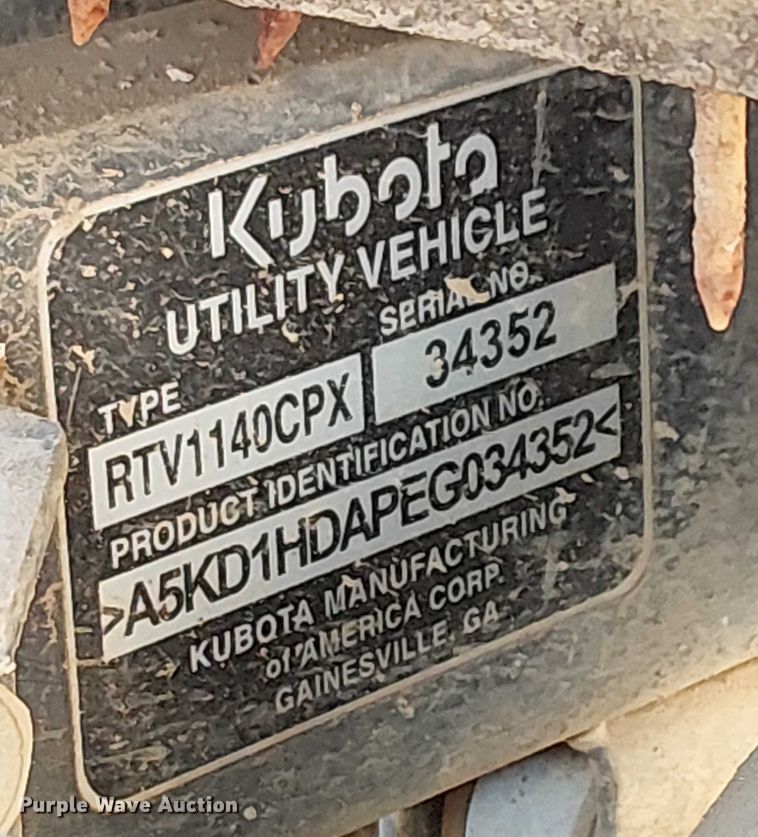 Kubota
UTILITY VEHICLE
TYPE
SERIAL NO.
RTV1140CPX
34352
PRODUCT IDENTIFICATION NO.
>A5KD1HDAPEG034352<
KUBOTA MANUFACTURING
of AMERICA CORP.
GAINESVILLE, GA
Purple Wave Auction